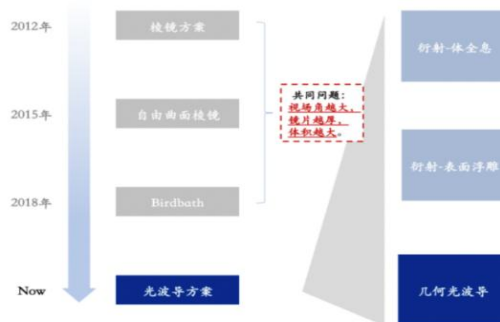 2012年
棱镜方案
衍射-体全息
共同问题：
视场角越大，
镜片越厚，
体积越大。
2015年
自由曲面棱镜
衍射-表面浮雕
2018年
Birdbath
Now
光波导方案
几何光波导